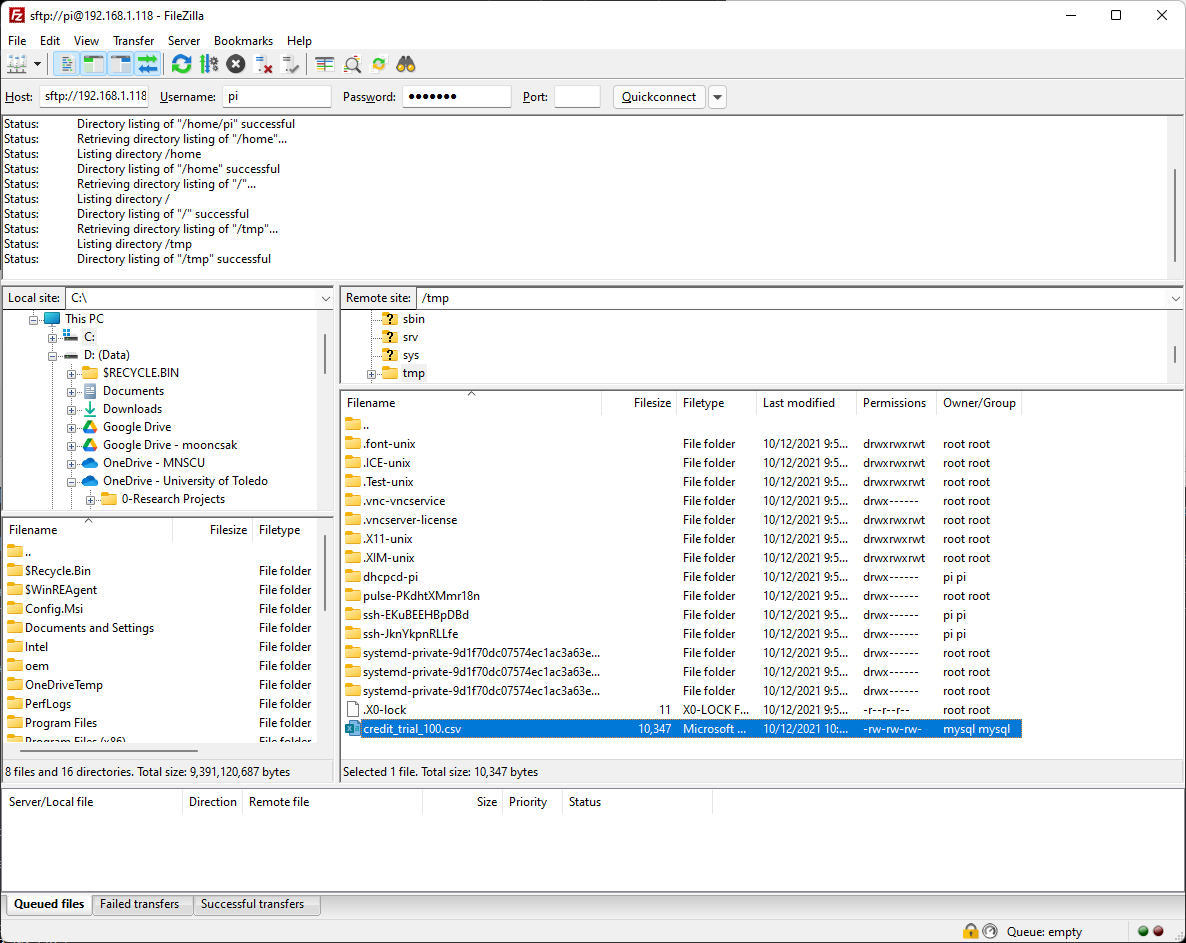 sftp://pi@192.168.1.118 - FileZilla
File Edit View Transfer Server Bookmarks Help
Host: sftp://192.168.1.118 Username: pi Password: ●●●●●●● Port: Quickconnect
Status: Directory listing of "/home/pi" successful
Status: Retrieving directory listing of "/home"...
Status: Listing directory /home
Status: Directory listing of "/home" successful
Status: Retrieving directory listing of "/"...
Status: Listing directory /
Status: Directory listing of "/" successful
Status: Retrieving directory listing of "/tmp"...
Status: Listing directory /tmp
Status: Directory listing of "/tmp" successful
Local site: C:\
This PC
C:
D: (Data)
$RECYCLE.BIN
Documents
Downloads
Google Drive
Google Drive - mooncsak
OneDrive - MNSCU
OneDrive - University of Toledo
0-Research Projects
Filename Filesize Filetype
..
$Recycle.Bin File folder
$WinREAgent File folder
Config.Msi File folder
Documents and Settings File folder
Intel File folder
oem File folder
OneDriveTemp File folder
PerfLogs File folder
Program Files File folder
Program Files (x86) File folder
8 files and 16 directories. Total size: 9,391,120,687 bytes
Remote site: /tmp
sbin
srv
sys
tmp
Filename Filesize Filetype Last modified Permissions Owner/Group
..
.font-unix File folder 10/12/2021 9:5... drwxrwxrwt root root
.ICE-unix File folder 10/12/2021 9:5... drwxrwxrwt root root
.Test-unix File folder 10/12/2021 9:5... drwxrwxrwt root root
.vnc-vncservice File folder 10/12/2021 9:5... drwx------ root root
.vncserver-license File folder 10/12/2021 9:5... drwx------ root root
.X11-unix File folder 10/12/2021 9:5... drwxrwxrwt root root
.XIM-unix File folder 10/12/2021 9:5... drwxrwxrwt root root
dhcpcd-pi File folder 10/12/2021 9:5... drwx------ pi pi
pulse-PKdhtXMmr18n File folder 10/12/2021 9:5... drwx------ root root
ssh-EKuBEEHBpDBd File folder 10/12/2021 9:5... drwx------ pi pi
ssh-JknYkpnRLLfe File folder 10/12/2021 9:5... drwx------ pi pi
systemd-private-9d1f70dc07574ec1ac3a63e... File folder 10/12/2021 9:5... drwx------ root root
systemd-private-9d1f70dc07574ec1ac3a63e... File folder 10/12/2021 9:5... drwx------ root root
systemd-private-9d1f70dc07574ec1ac3a63e... File folder 10/12/2021 9:5... drwx------ root root
.X0-lock 11 X0-LOCK F... 10/12/2021 9:5... -r--r--r-- root root
credit_trial_100.csv 10,347 Microsoft ... 10/12/2021 10:... -rw-rw-rw- mysql mysql
Selected 1 file. Total size: 10,347 bytes
Server/Local file Direction Remote file Size Priority Status
Queued files Failed transfers Successful transfers
Queue: empty